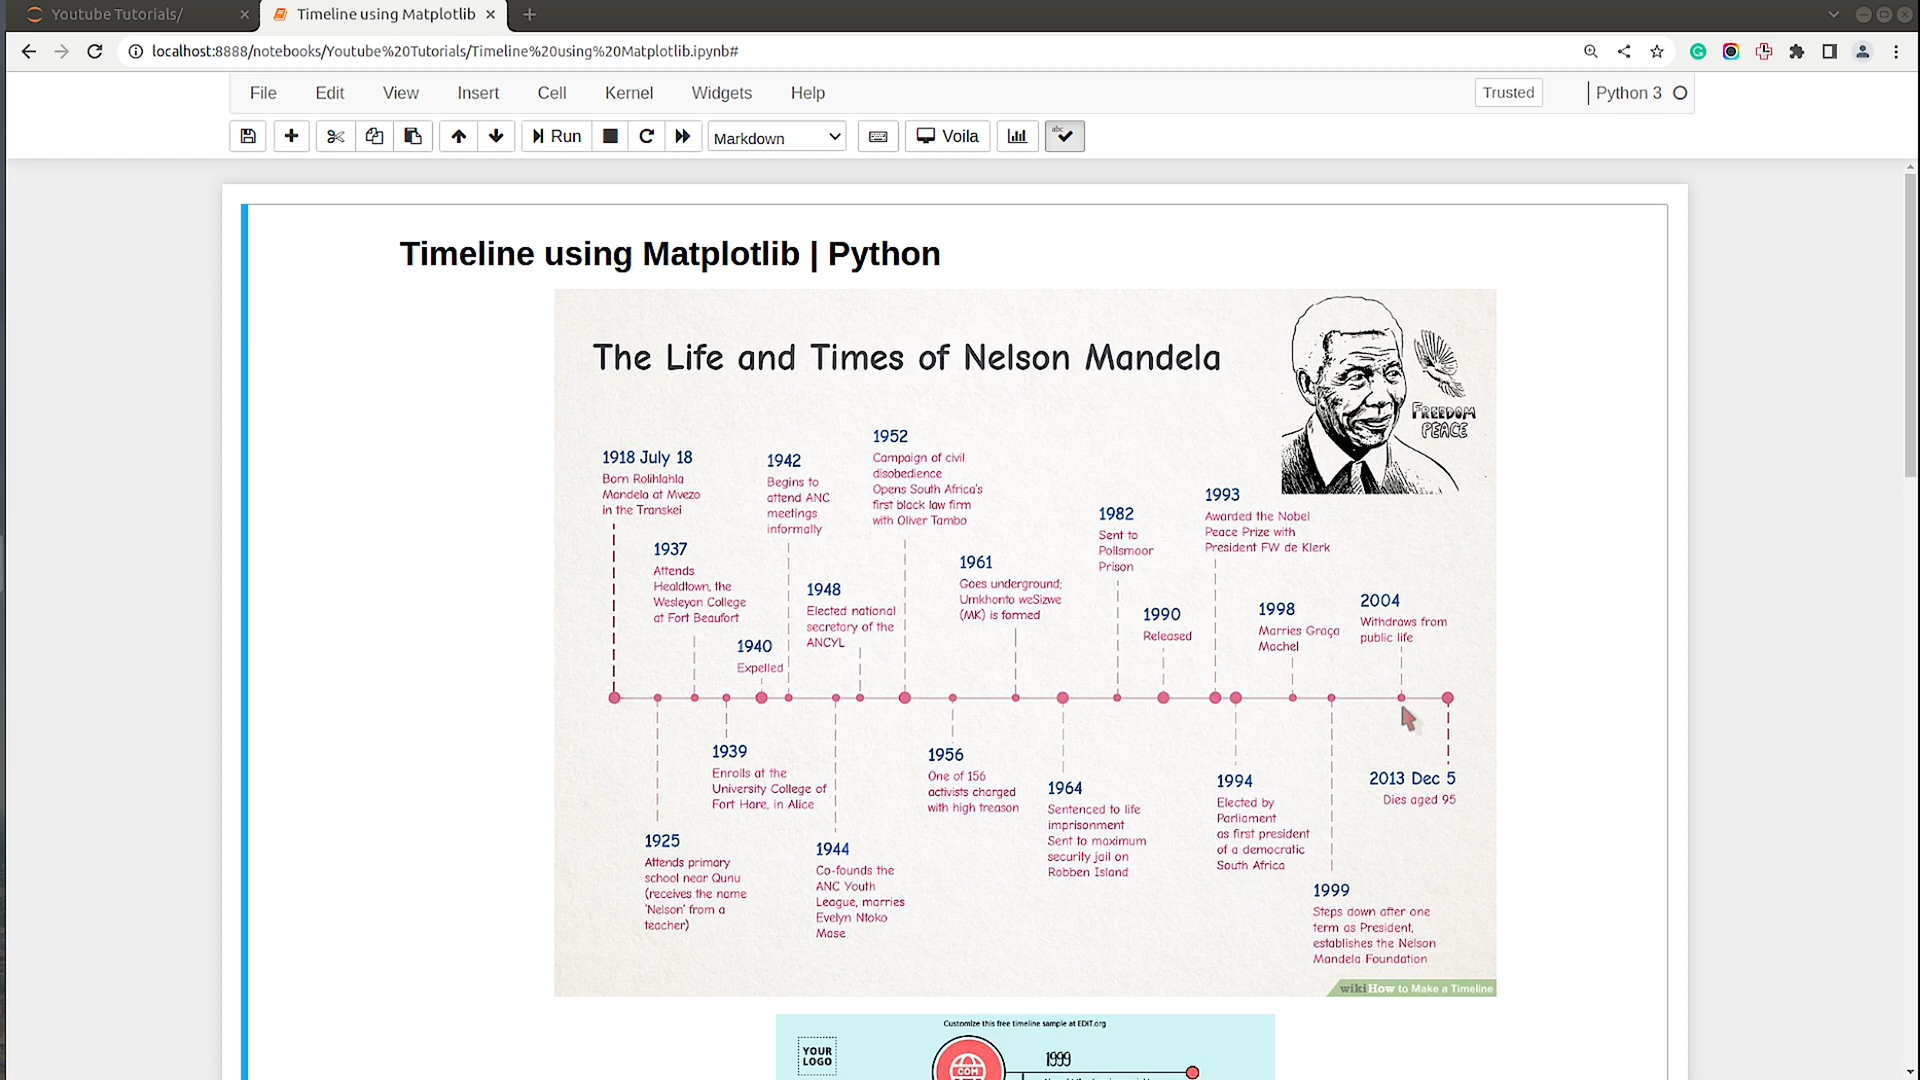 Youtube Tutorials/
Timeline using Matplotlib
localhost:8888/notebooks/Youtube%20Tutorials/Timeline%20using%20Matplotlib.ipynb#
File Edit View Insert Cell Kernel Widgets Help
Trusted
Python 3
Run
Markdown
Voila
Timeline using Matplotlib | Python
The Life and Times of Nelson Mandela
FREEDOM
PEACE
1918 July 18
Born Rolihlahla
Mandela at Mvezo
in the Transkei
1937
Attends
Healdtown, the
Wesleyan College
at Fort Beaufort
1940
Expelled
1942
Begins to
attend ANC
meetings
informally
1948
Elected national
secretary of the
ANCYL
1952
Campaign of civil
disobedience
Opens South Africa's
first black law firm
with Oliver Tambo
1961
Goes underground;
Umkhonto weSizwe
(MK) is formed
1982
Sent to
Pollsmoor
Prison
1990
Released
1993
Awarded the Nobel
Peace Prize with
President FW de Klerk
1998
Marries Graça
Machel
2004
Withdraws from
public life
1925
Attends primary
school near Qunu
(receives the name
'Nelson' from a
teacher)
1939
Enrolls at the
University College of
Fort Hare, in Alice
1944
Co-founds the
ANC Youth
League, marries
Evelyn Ntoko
Mase
1956
One of 156
activists charged
with high treason
1964
Sentenced to life
imprisonment
Sent to maximum
security jail on
Robben Island
1994
Elected by
Parliament
as first president
of a democratic
South Africa
1999
Steps down after one
term as President,
establishes the Nelson
Mandela Foundation
2013 Dec 5
Dies aged 95
wikiHow to Make a Timeline
Customize this free timeline sample at EDIT.org
YOUR
LOGO
COM
1999